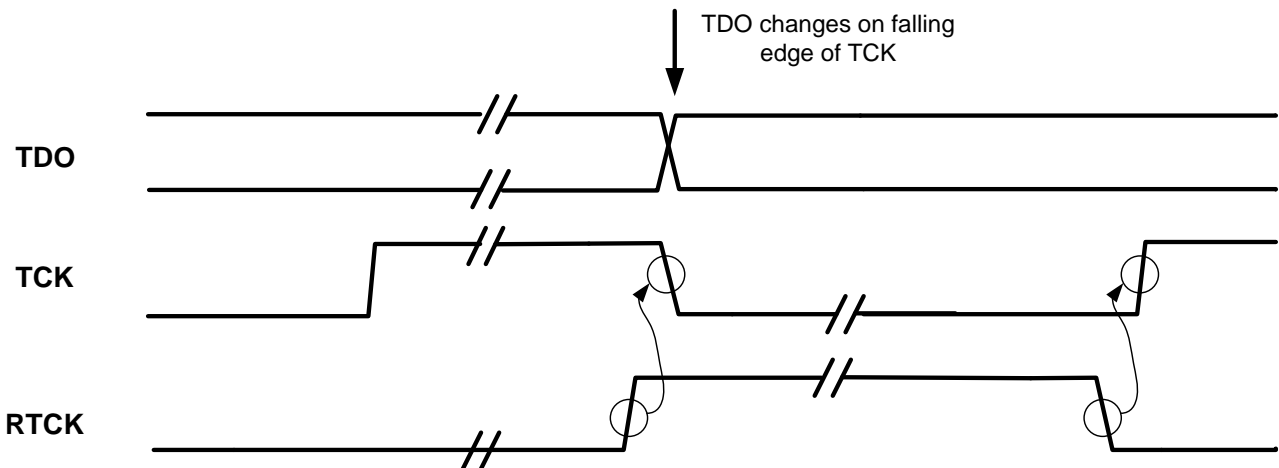 TDO changes on falling
edge of TCK
TDO
TCK
RTCK